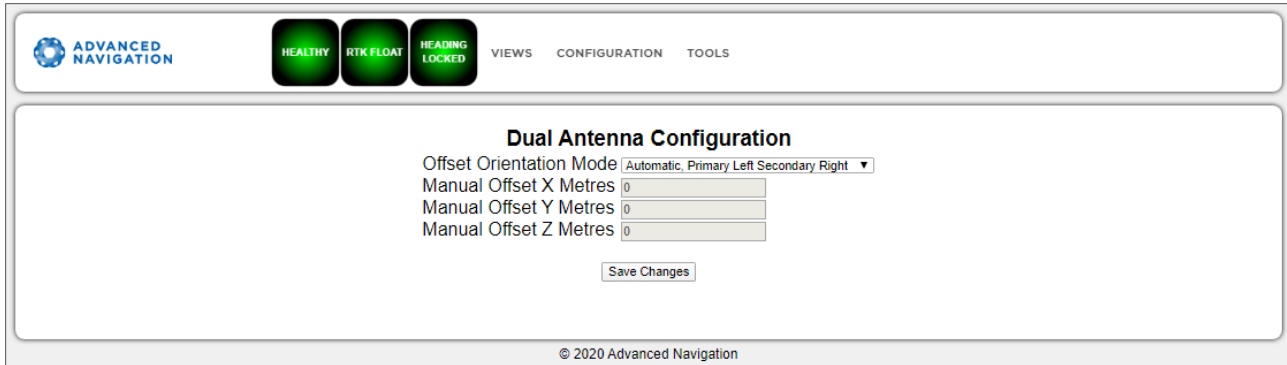 ADVANCED
NAVIGATION
HEALTHY
RTK FLOAT
HEADING
LOCKED
VIEWS CONFIGURATION TOOLS
Dual Antenna Configuration
Offset Orientation Mode Automatic, Primary Left Secondary Right
Manual Offset X Metres 0
Manual Offset Y Metres 0
Manual Offset Z Metres 0
Save Changes
© 2020 Advanced Navigation